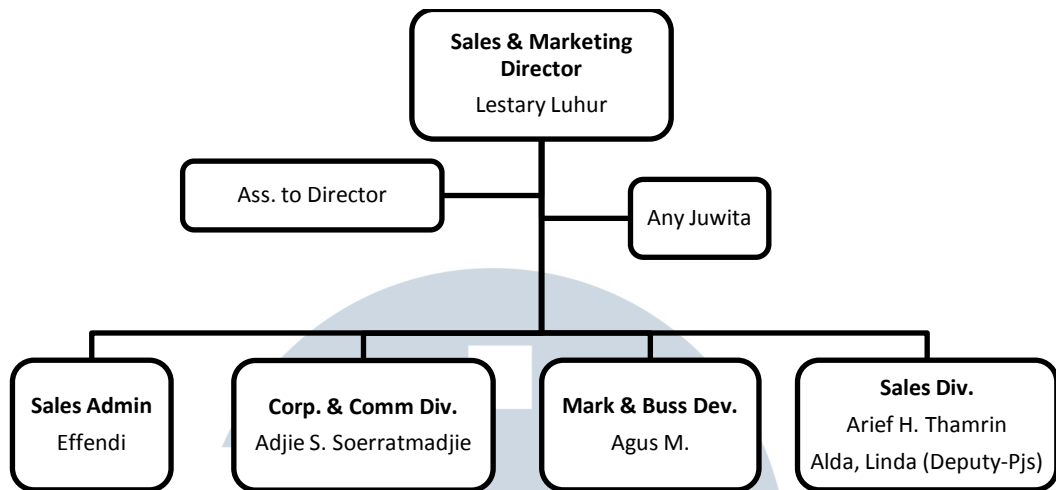 Sales & Marketing
Director
Lestary Luhur
Ass. to Director
Any Juwita
Sales Admin
Effendi
Corp. & Comm Div.
Adjie S. Soerratmadjie
Mark & Buss Dev.
Agus M.
Sales Div.
Arief H. Thamrin
Alda, Linda (Deputy-Pjs)